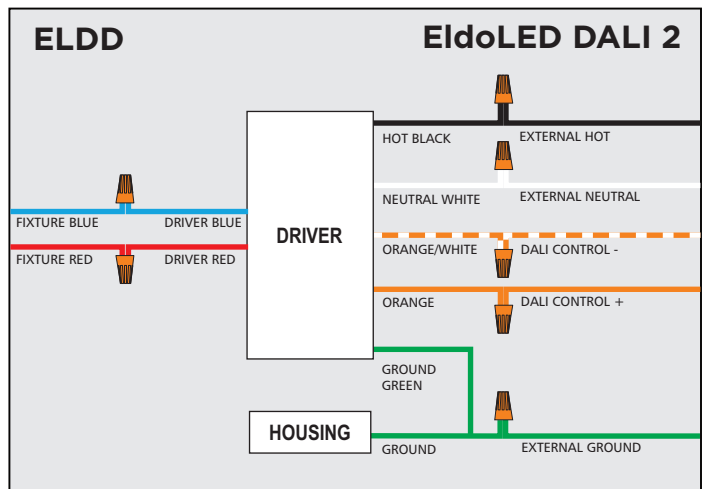 ELDD
EldoLED DALI 2
HOT BLACK
EXTERNAL HOT
NEUTRAL WHITE
EXTERNAL NEUTRAL
FIXTURE BLUE
DRIVER BLUE
DRIVER
ORANGE/WHITE
DALI CONTROL -
FIXTURE RED
DRIVER RED
ORANGE
DALI CONTROL +
GROUND
GREEN
HOUSING
GROUND
EXTERNAL GROUND